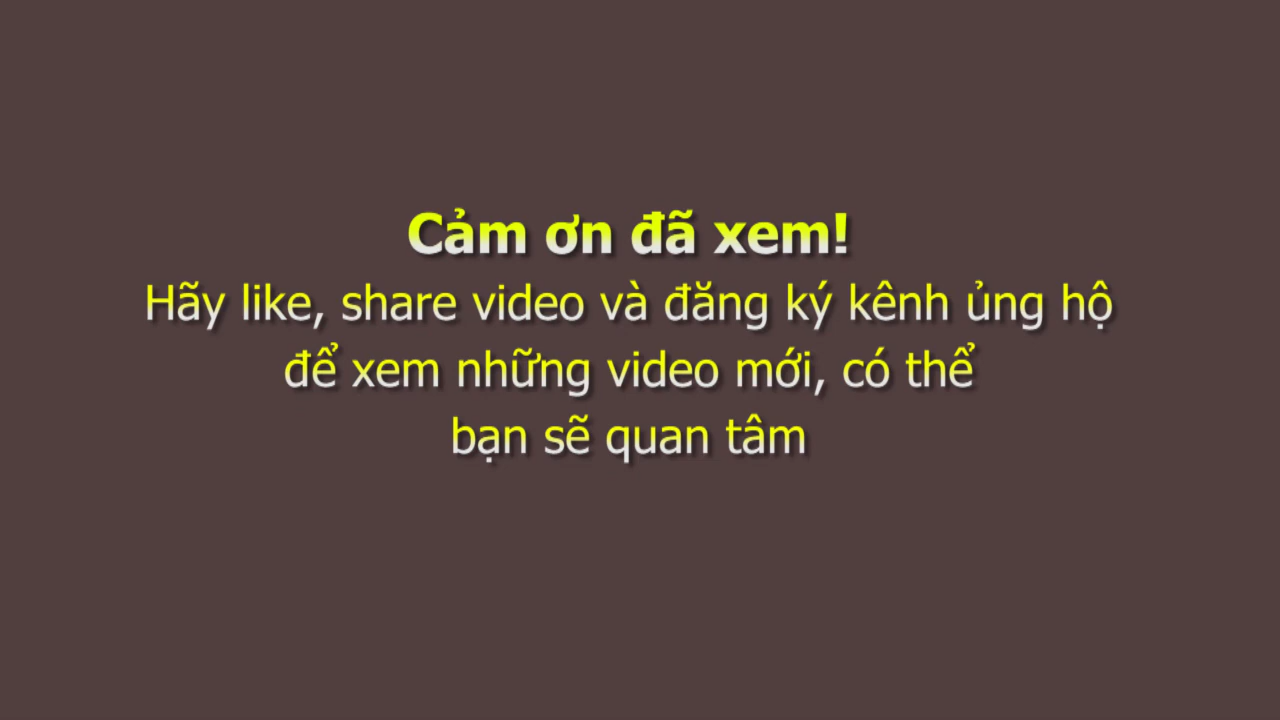 Cảm ơn đã xem!
Hãy like, share video và đăng ký kênh ủng hộ
để xem những video mới, có thể
bạn sẽ quan tâm